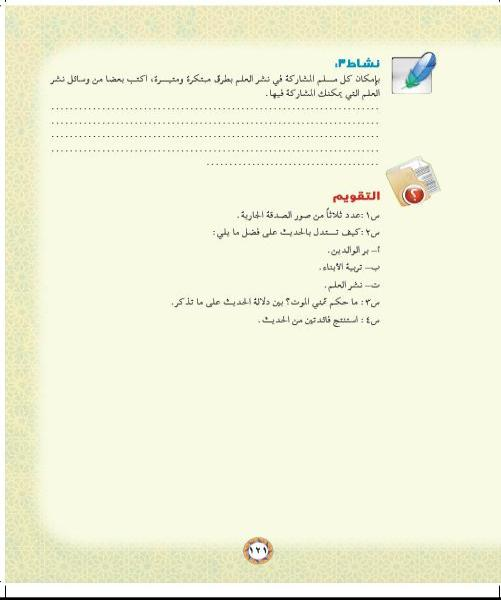 نشاط٣:
بإمكان كل مسلم المشاركة في نشر العلم بطرق مبتكرة ومتيسرة، اكتب بعضا من وسائل نشر
العلم التي يمكنك المشاركة فيها.
التقويم
س١:عدد ثلاثاً من صور الصدقة الجارية.
س٢:كيف تستدل بالحديث على فضل ما يلي:
أ- بر الوالدين.
ب- تربية الأبناء.
ت- نشر العلم.
س٣: ما حكم تمني الموت؟ بين دلالة الحديث على ما تذكر.
س٤: استنتج فائدتين من الحديث.
١٢١